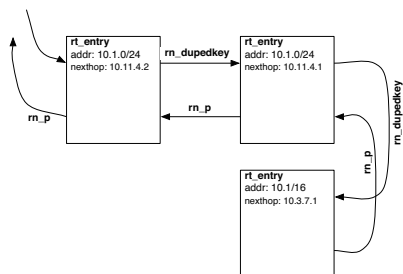 rt_entry
addr: 10.1.0/24
nexthop: 10.11.4.2
rn_dupedkey
rt_entry
addr: 10.1.0/24
nexthop: 10.11.4.1
rn_p
rn_p
rn_dupedkey
rn_p
rt_entry
addr: 10.1/16
nexthop: 10.3.7.1